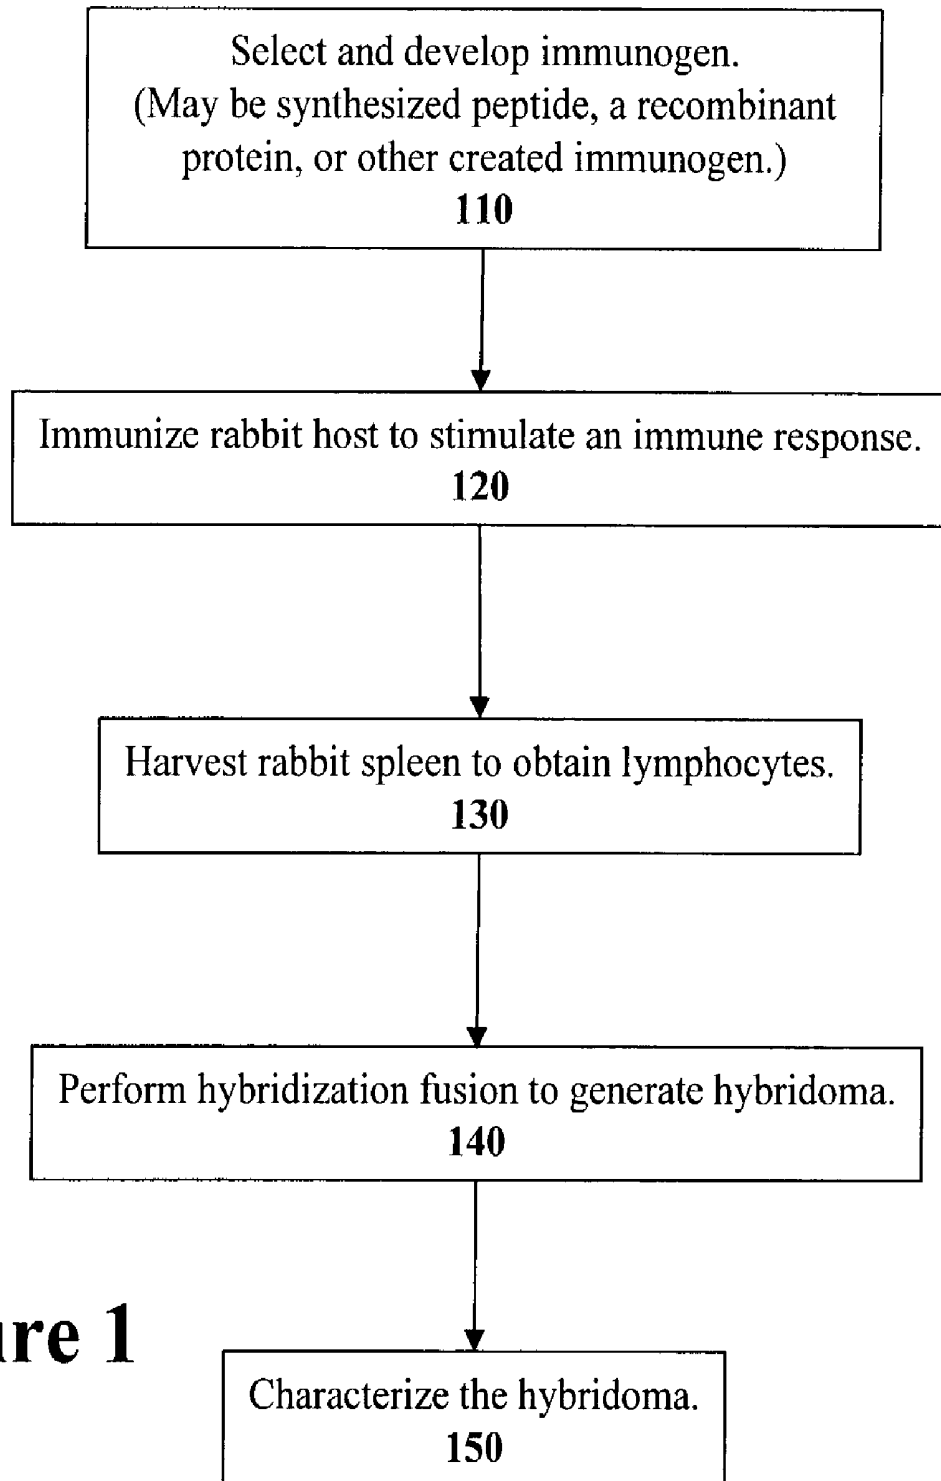 Select and develop immunogen.
(May be synthesized peptide, a recombinant
protein, or other created immunogen.)
110
Immunize rabbit host to stimulate an immune response.
120
Harvest rabbit spleen to obtain lymphocytes.
130
Perform hybridization fusion to generate hybridoma.
140
1
Characterize the hybridoma.
150